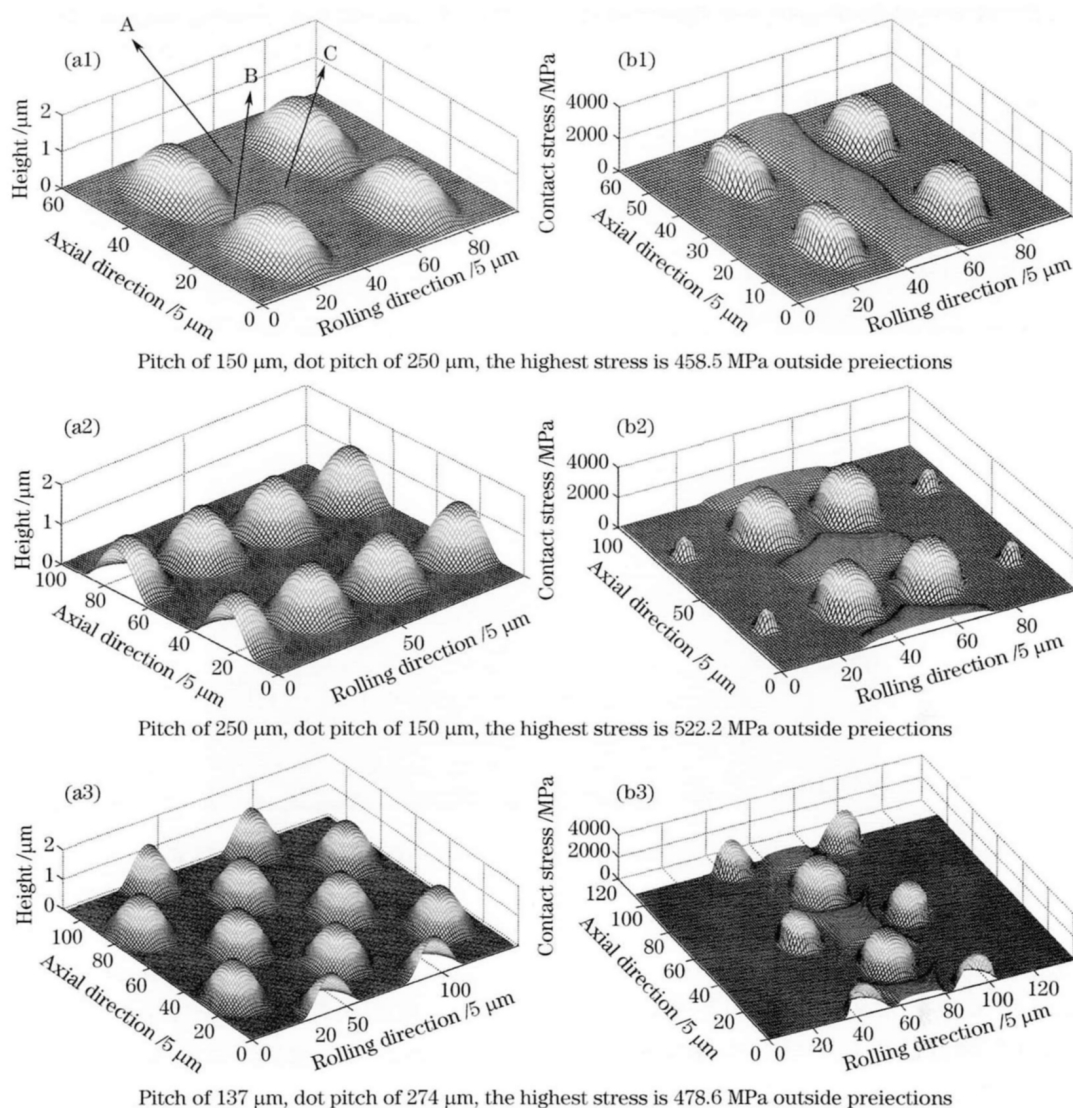 (a1)
A
B
C
Height /μm
2
1
0
60
40
20
0
Axial direction /5 μm
0
20
40
60
80
Rolling direction /5 μm
(b1)
Contact stress /MPa
4000
2000
0
60
50
40
30
20
10
0
Axial direction /5 μm
0
20
40
60
80
Rolling direction /5 μm
Pitch of 150 μm, dot pitch of 250 μm, the highest stress is 458.5 MPa outside preiections
(a2)
Height /μm
2
1
0
100
80
60
40
20
0
Axial direction /5 μm
0
50
Rolling direction /5 μm
(b2)
Contact stress /MPa
4000
2000
0
100
50
0
Axial direction /5 μm
0
20
40
60
80
Rolling direction /5 μm
Pitch of 250 μm, dot pitch of 150 μm, the highest stress is 522.2 MPa outside preiections
(a3)
Height /μm
2
1
0
100
80
60
40
20
0
Axial direction /5 μm
0
50
100
Rolling direction /5 μm
(b3)
Contact stress /MPa
4000
2000
0
120
100
80
60
40
20
0
Axial direction /5 μm
0
20
40
60
80
100
120
Rolling direction /5 μm
Pitch of 137 μm, dot pitch of 274 μm, the highest stress is 478.6 MPa outside preiections